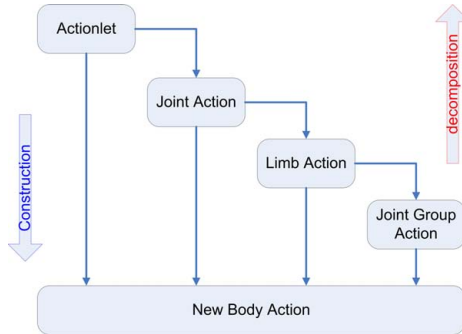 Actionlet
decomposition
Joint Action
Construction
Limb Action
Joint Group
Action
New Body Action